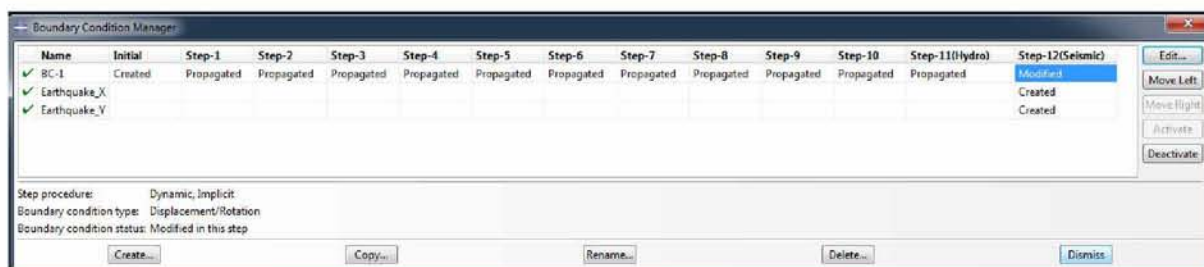 Boundary Condition Manager
Name Initial Step-1 Step-2 Step-3 Step-4 Step-5 Step-6 Step-7 Step-8 Step-9 Step-10 Step-11(Hydro) Step-12(Seismic) Edit...
✔ BC-1 Created Propagated Propagated Propagated Propagated Propagated Propagated Propagated Propagated Propagated Propagated Propagated Modified
Move Left
✔ Earthquake_X Created
Move Right
✔ Earthquake_Y Created
Activate
Deactivate
Step procedure: Dynamic, Implicit
Boundary condition type: Displacement/Rotation
Boundary condition status: Modified in this step
Create... Copy... Rename... Delete... Dismiss